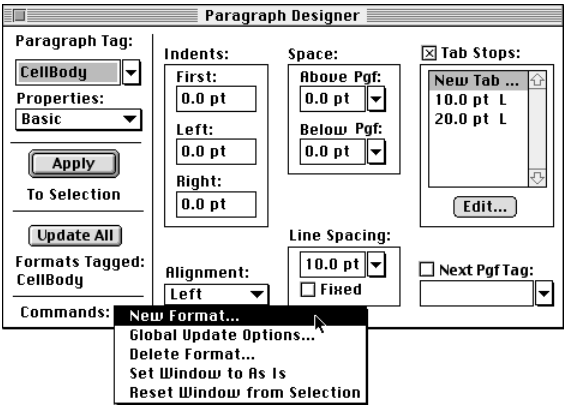 Paragraph Designer
Paragraph Tag:
CellBody
Properties:
Basic
Apply
To Selection
Update All
Formats Tagged:
CellBody
Commands:
Indents:
First:
0.0 pt
Left:
0.0 pt
Right:
0.0 pt
Alignment:
Left
Space:
Above Pgf:
0.0 pt
Below Pgf:
0.0 pt
Line Spacing:
10.0 pt
Fixed
Tab Stops:
New Tab ...
10.0 pt L
20.0 pt L
Edit...
Next Pgf Tag:
New Format...
Global Update Options...
Delete Format...
Set Window to As Is
Reset Window from Selection